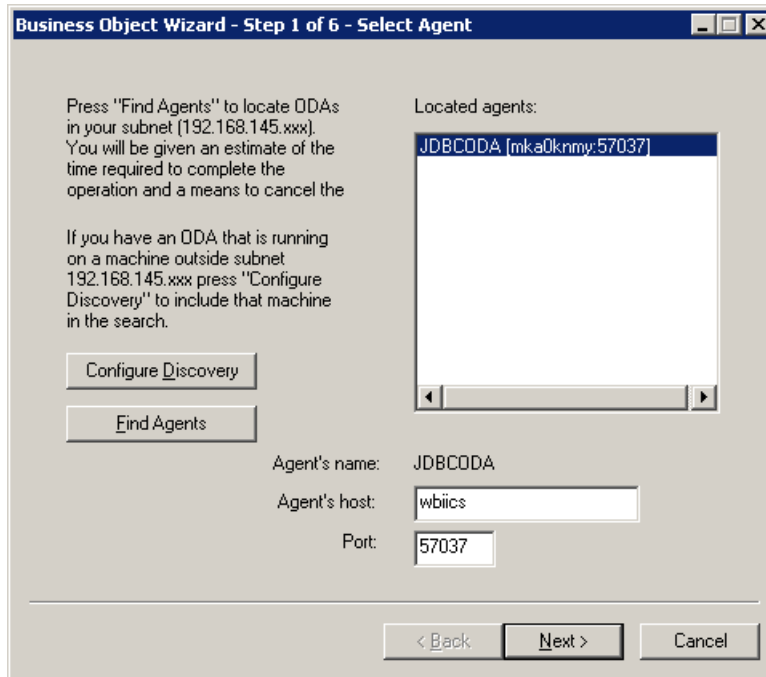 Business Object Wizard - Step 1 of 6 - Select Agent
Press "Find Agents" to locate ODAs
in your subnet (192.168.145.xxx).
You will be given an estimate of the
time required to complete the
operation and a means to cancel the
If you have an ODA that is running
on a machine outside subnet
192.168.145.xxx press "Configure
Discovery" to include that machine
in the search.
Configure Discovery
Find Agents
Located agents:
JDBCODA [mka0knmy:57037]
Agent's name: JDBCODA
Agent's host: wbiics
Port: 57037
< Back Next > Cancel